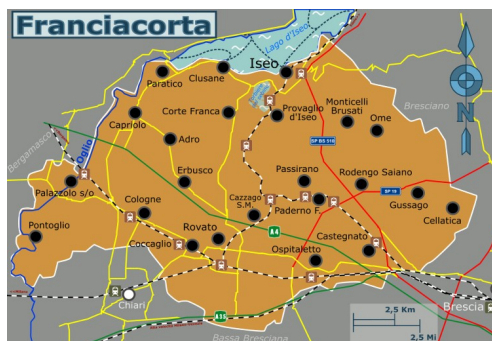 Franciacorta
Lago d'Iseo
Clusane
Iseo
Paratico
Bresciano
Corte Franca
Provaglio
d'Iseo
Monticelli
Brusati
Ome
Capriolo
Adro
SP BS 510
Bergamasco
Oglio
Erbusco
Passirano
Rodengo Saiano
Palazzolo s/o
SP 19
Gussago
Cologne
Cazzago
S.M.
Paderno F.
Cellatica
Pontoglio
Rovato
A4
Castegnato
Coccaglio
Ospitaletto
Chiari
Brescia
A35
2,5 Km
2,5 Mi
Bassa Bresciana
N